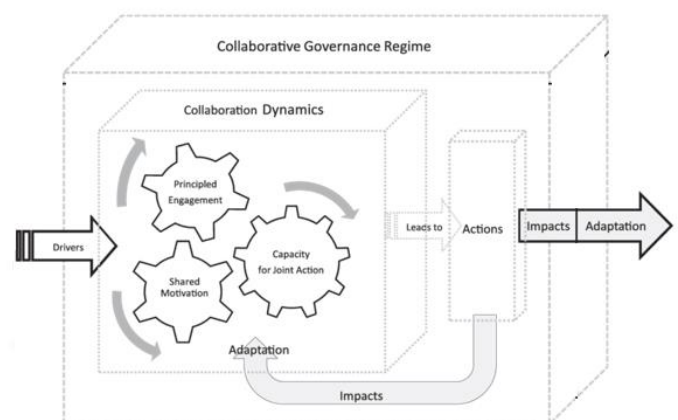 Collaborative Governance Regime
Collaboration Dynamics
Principled
Engagement
Drivers
Capacity
for Joint Action
Shared
Motivation
Leads to
Actions
Impacts
Adaptation
Adaptation
Impacts